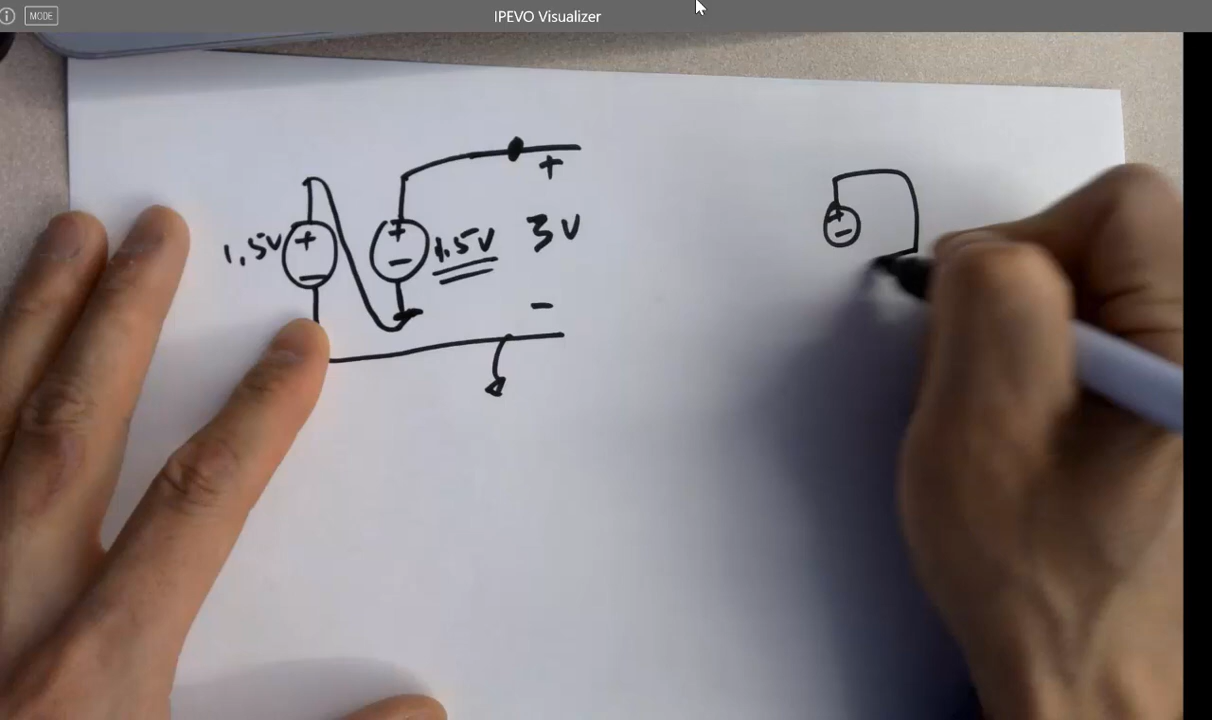 MODE
IPEVO Visualizer
+
1.5V + + 1.5V 3V
- - -
+
-